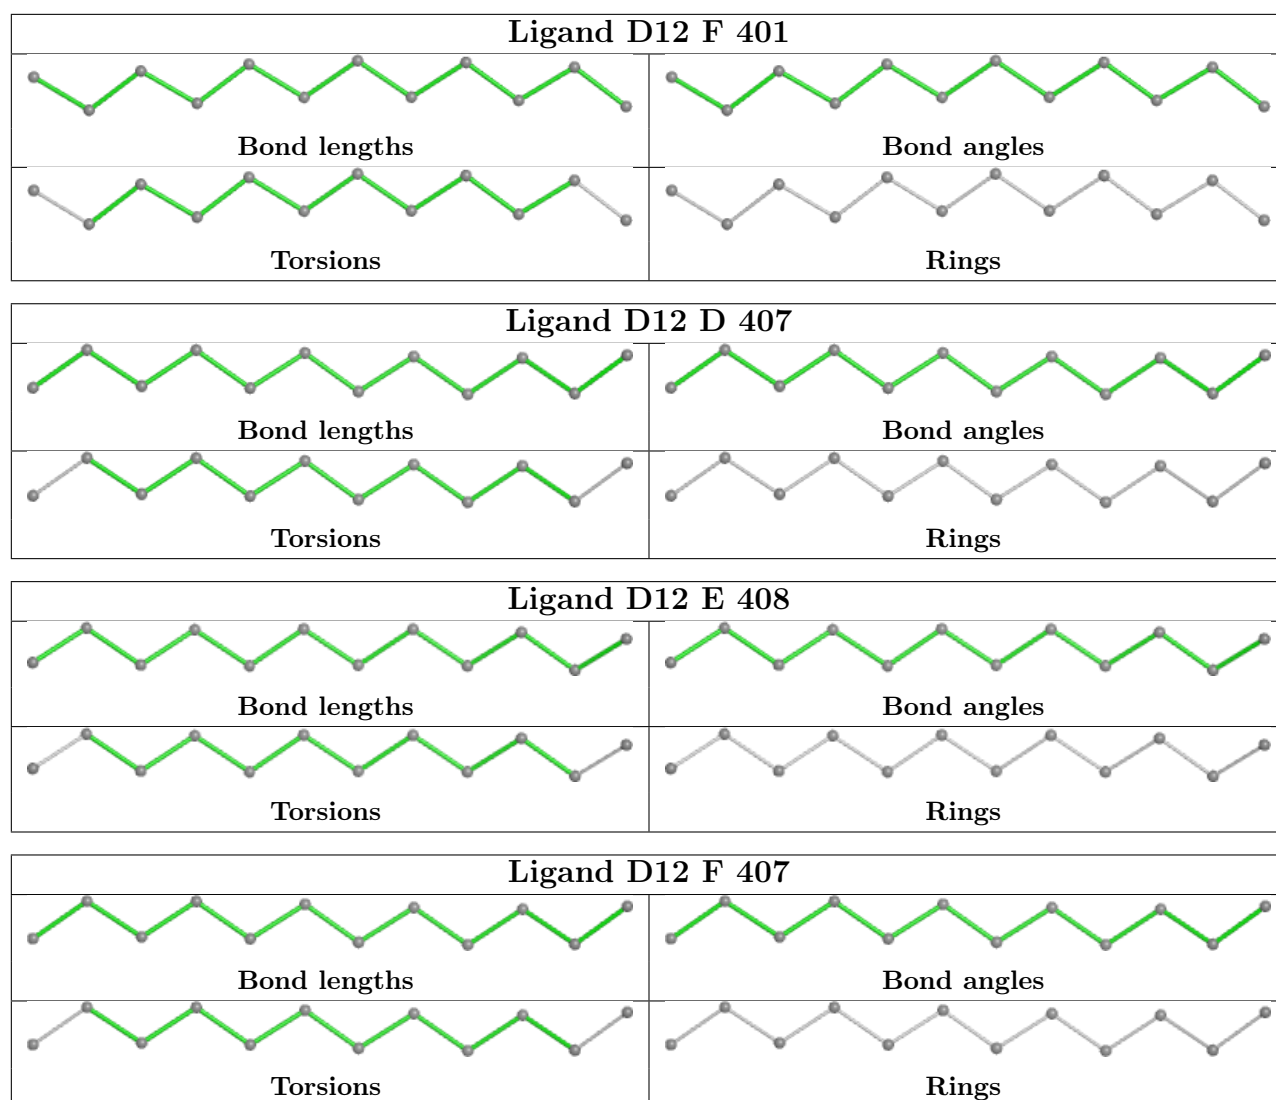 Ligand D12 F 401
Bond lengths Bond angles
Torsions Rings
Ligand D12 D 407
Bond lengths Bond angles
Torsions Rings
Ligand D12 E 408
Bond lengths Bond angles
Torsions Rings
Ligand D12 F 407
Bond lengths Bond angles
Torsions Rings